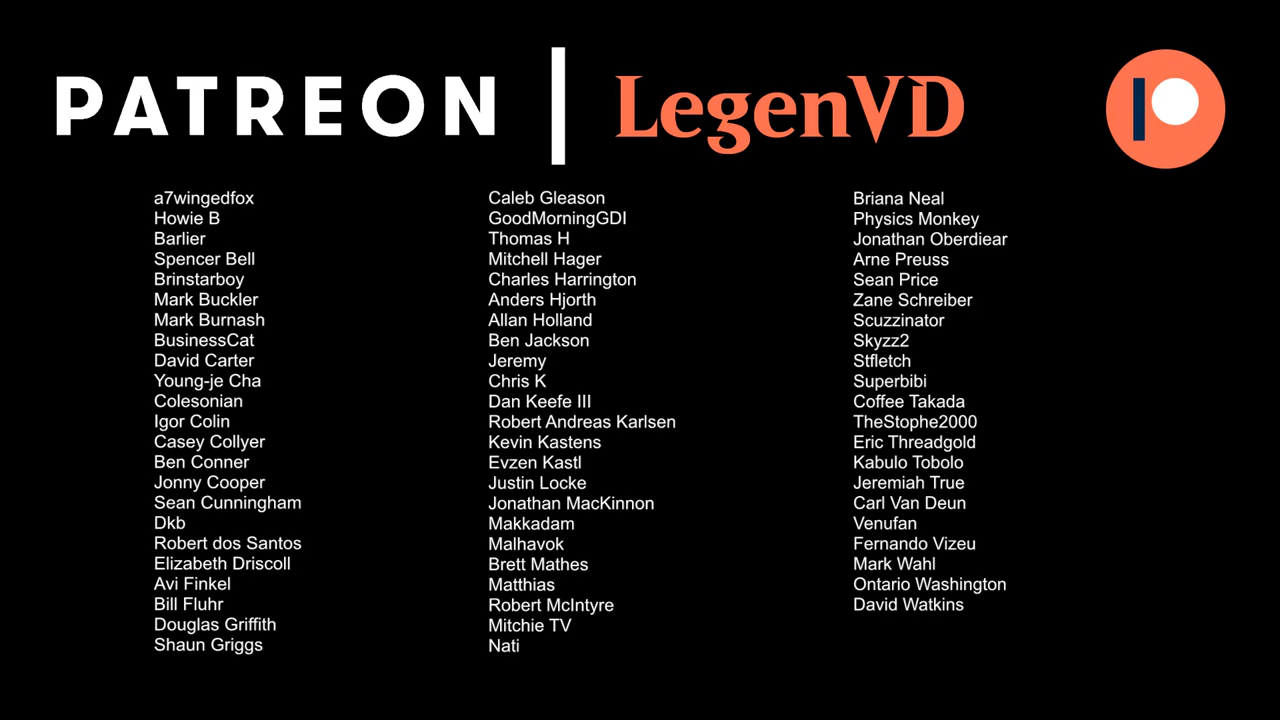 PATREON | LegenVD
a7wingedfox
Howie B
Barlier
Spencer Bell
Brinstarboy
Mark Buckler
Mark Burnash
BusinessCat
David Carter
Young-je Cha
Colesonian
Igor Colin
Casey Collyer
Ben Conner
Jonny Cooper
Sean Cunningham
Dkb
Robert dos Santos
Elizabeth Driscoll
Avi Finkel
Bill Fluhr
Douglas Griffith
Shaun Griggs
Caleb Gleason
GoodMorningGDI
Thomas H
Mitchell Hager
Charles Harrington
Anders Hjorth
Allan Holland
Ben Jackson
Jeremy
Chris K
Dan Keefe III
Robert Andreas Karlsen
Kevin Kastens
Evzen Kastl
Justin Locke
Jonathan MacKinnon
Makkadam
Malhavok
Brett Mathes
Matthias
Robert McIntyre
Mitchie TV
Nati
Briana Neal
Physics Monkey
Jonathan Oberdiear
Arne Preuss
Sean Price
Zane Schreiber
Scuzzinator
Skyzz2
Stfletch
Superbibi
Coffee Takada
TheStophe2000
Eric Threadgold
Kabulo Tobolo
Jeremiah True
Carl Van Deun
Venufan
Fernando Vizeu
Mark Wahl
Ontario Washington
David Watkins